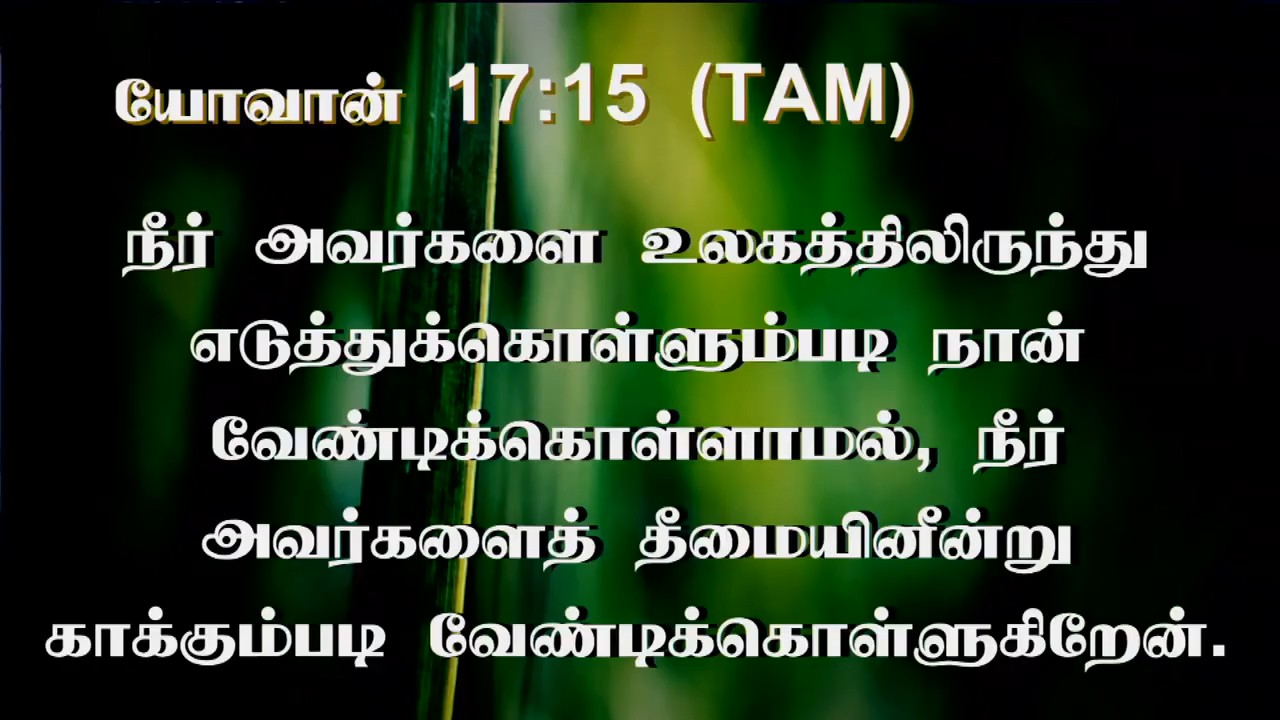 யோவான் 17:15 (TAM)
நீர் அவர்களை உலகத்திலிருந்து
எடுத்துக்கொள்ளும்படி நான்
வேண்டிக்கொள்ளாமல், நீர்
அவர்களைத் தீமையினீன்று
காக்கும்படி வேண்டிக்கொள்ளுகிறேன்.